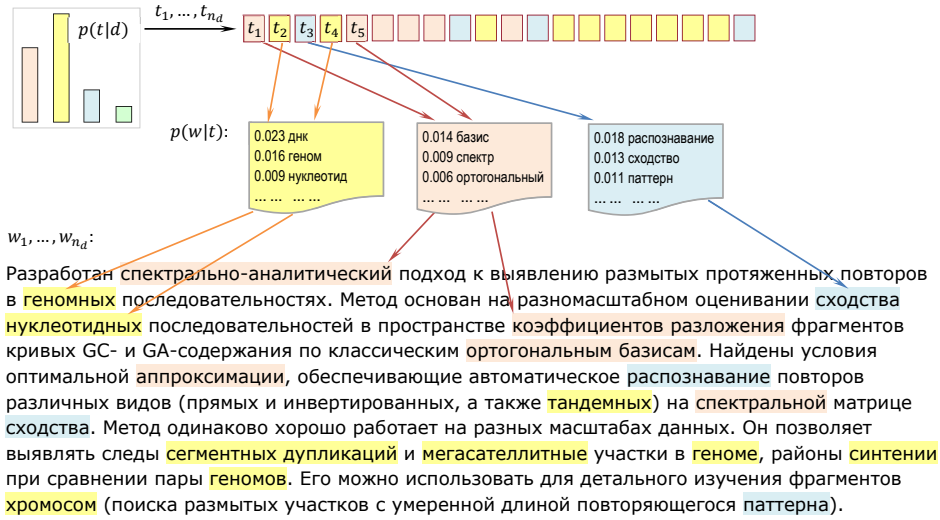 p(t|d)
t₁, … , tₙ_d
t₁ t₂ t₃ t₄ t₅
p(w|t):
0.023 днк
0.016 геном
0.009 нуклеотид
… … … …
0.014 базис
0.009 спектр
0.006 ортогональный
… … … …
0.018 распознавание
0.013 сходство
0.011 паттерн
… … … …
w₁, … , wₙ_d:
Разработан спектрально-аналитический подход к выявлению размытых протяженных повторов
в геномных последовательностях. Метод основан на разномасштабном оценивании сходства
нуклеотидных последовательностей в пространстве коэффициентов разложения фрагментов
кривых GC- и GA-содержания по классическим ортогональным базисам. Найдены условия
оптимальной аппроксимации, обеспечивающие автоматическое распознавание повторов
различных видов (прямых и инвертированных, а также тандемных) на спектральной матрице
сходства. Метод одинаково хорошо работает на разных масштабах данных. Он позволяет
выявлять следы сегментных дупликаций и мегасателлитные участки в геноме, районы синтении
при сравнении пары геномов. Его можно использовать для детального изучения фрагментов
хромосом (поиска размытых участков с умеренной длиной повторяющегося паттерна).